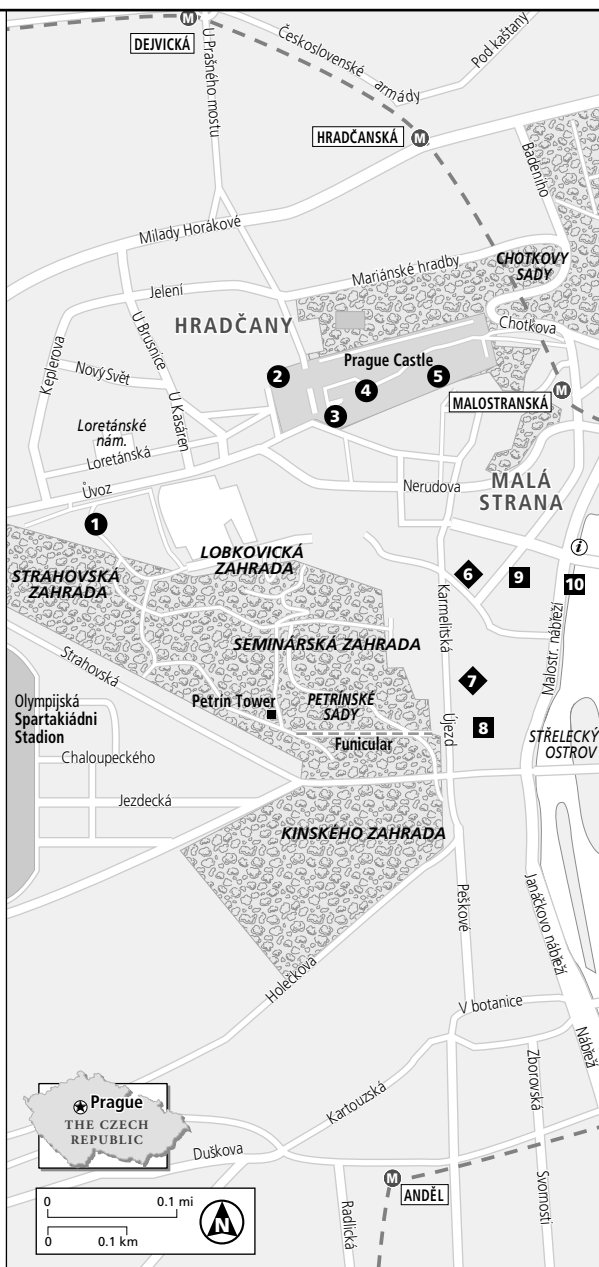 M
DEJVICKÁ
Československé armády
Pod kaštany
U Prašného mostu
HRADČANSKÁ
M
Badeniho
Milady Horákové
Mariánské hradby
CHOTKOVY
SADY
Jelení
HRADČANY
Chotkova
U Brusnice
Keplerova
Prague Castle
2
4
5
Nový Svět
M
MALOSTRANSKÁ
3
U Kasáren
Loretánské
nám.
Loretánská
MALÁ
STRANA
Nerudova
Úvoz
1
i
LOBKOVICKÁ
ZAHRADA
STRAHOVSKÁ
ZAHRADA
6
9
10
Karmelitská
Malostr. nábřeží
SEMINÁRSKÁ ZAHRADA
Strahovská
7
Petrín Tower
PETRÍNSKÉ
SADY
Olympijská
Spartakiádni
Stadion
Újezd
8
Funicular
STŘELECKÝ
OSTROV
Chaloupeckého
Jezdecká
KINSKÉHO ZAHRADA
Peškové
Janáčkovo nábřeží
Holečkova
V botanice
Nábřeží
Zborovská
Prague
THE CZECH
REPUBLIC
Kartouzská
Duškova
Svornosti
M
ANDĚL
Radlická
0
0.1 mi
0
0.1 km
N